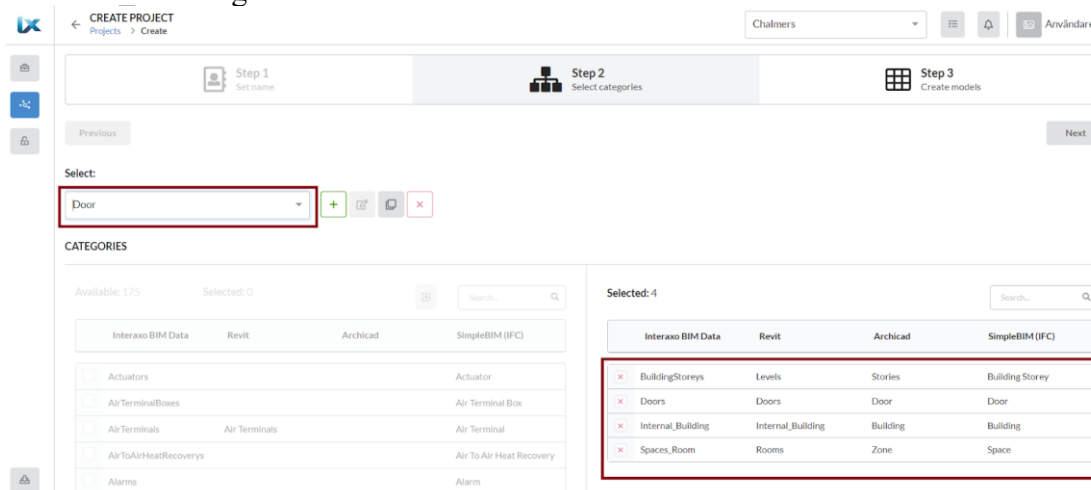 CREATE PROJECT
Projects > Create
Chalmers
Användare
Step 1
Set name
Step 2
Select categories
Step 3
Create models
Previous
Next
Select:
Door
CATEGORIES
Available: 175 Selected: 0 Search...
Interaxo BIM Data Revit Archicad SimpleBIM (IFC)
Actuators Actuator
AirTerminalBoxes Air Terminal Box
AirTerminals Air Terminals Air Terminal
AirToAirHeatRecoverys Air To Air Heat Recovery
Alarms Alarm
Selected: 4 Search...
Interaxo BIM Data Revit Archicad SimpleBIM (IFC)
BuildingStoreys Levels Stories Building Storey
Doors Doors Door Door
Internal_Building Internal_Building Building Building
Spaces_Room Rooms Zone Space